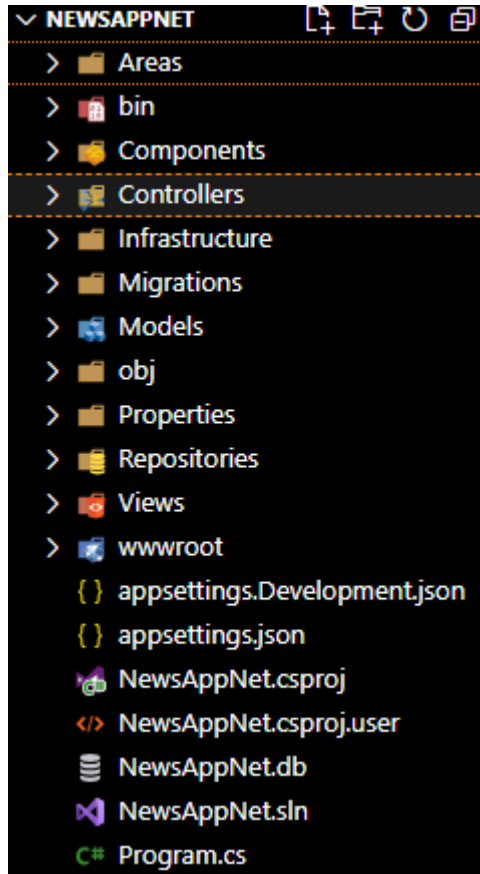 NEWSAPPNET
Areas
bin
Components
Controllers
Infrastructure
Migrations
Models
obj
Properties
Repositories
Views
wwwroot
{ } appsettings.Development.json
{ } appsettings.json
NewsAppNet.csproj
</> NewsAppNet.csproj.user
NewsAppNet.db
NewsAppNet.sln
C# Program.cs